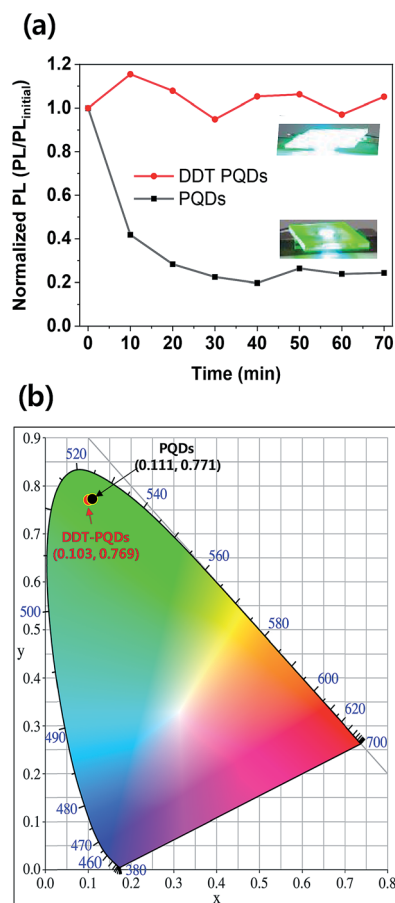 (a)
Normalized PL (PL/PLinitial)
1.2
1.0
0.8
0.6
0.4
0.2
0.0
DDT PQDs
PQDs
0 10 20 30 40 50 60 70
Time (min)
(b)
0.9
0.8
0.7
0.6
0.5
y
0.4
0.3
0.2
0.1
0.0
520
540
560
580
600
620
700
500
490
480
470
460
380
PQDs
(0.111, 0.771)
DDT-PQDs
(0.103, 0.769)
0.0 0.1 0.2 0.3 0.4 0.5 0.6 0.7 0.8
x